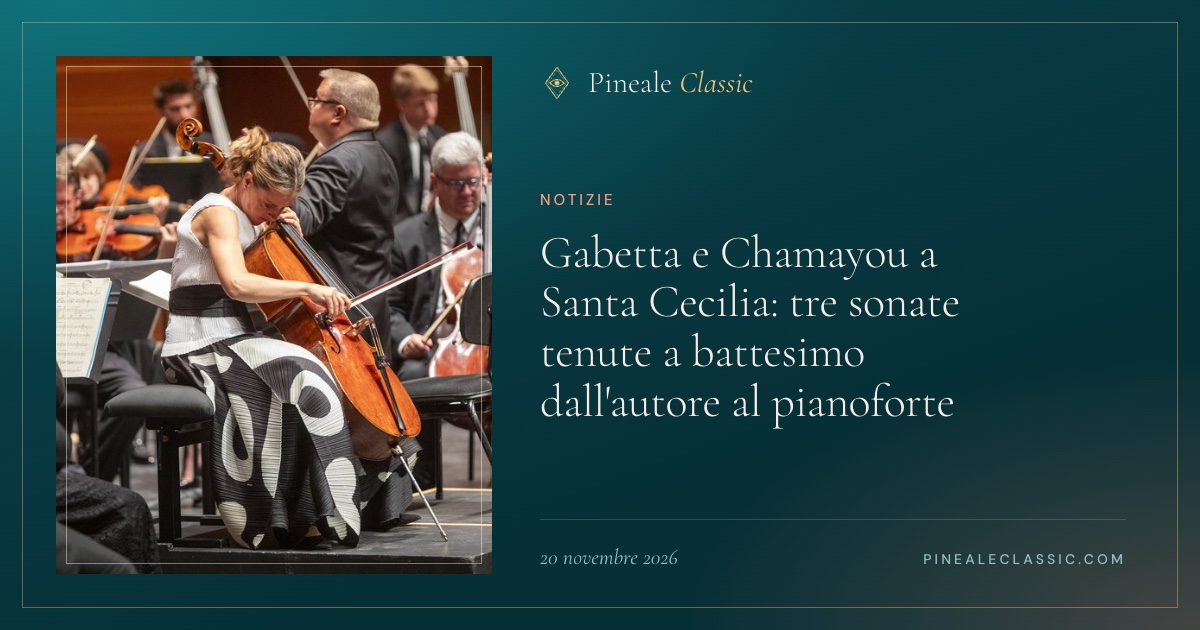 Pineale Classic
NOTIZIE
Gabetta e Chamayou a
Santa Cecilia: tre sonate
tenute a battesimo
dall'autore al pianoforte
20 novembre 2026
PINEALECLASSIC.COM